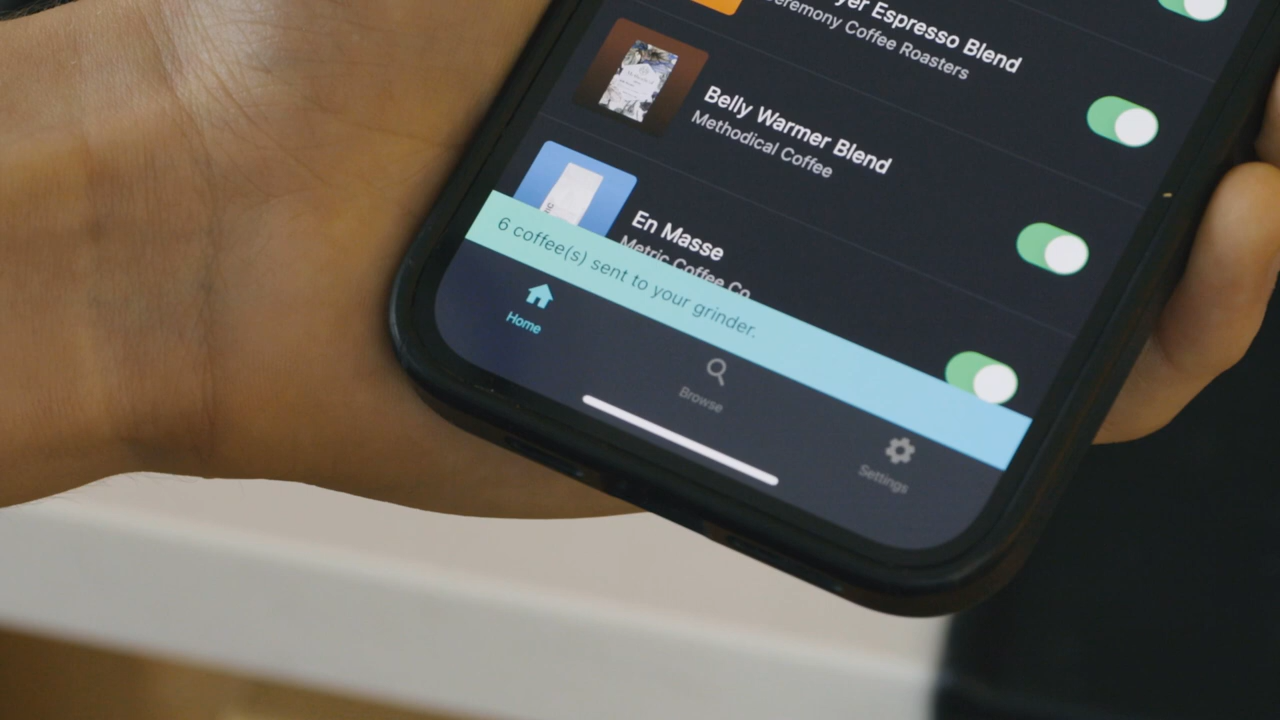 yer Espresso Blend
eremony Coffee Roasters
Belly Warmer Blend
Methodical Coffee
En Masse
Metric Coffee Co
6 coffee(s) sent to your grinder.
Home
Browse
Settings